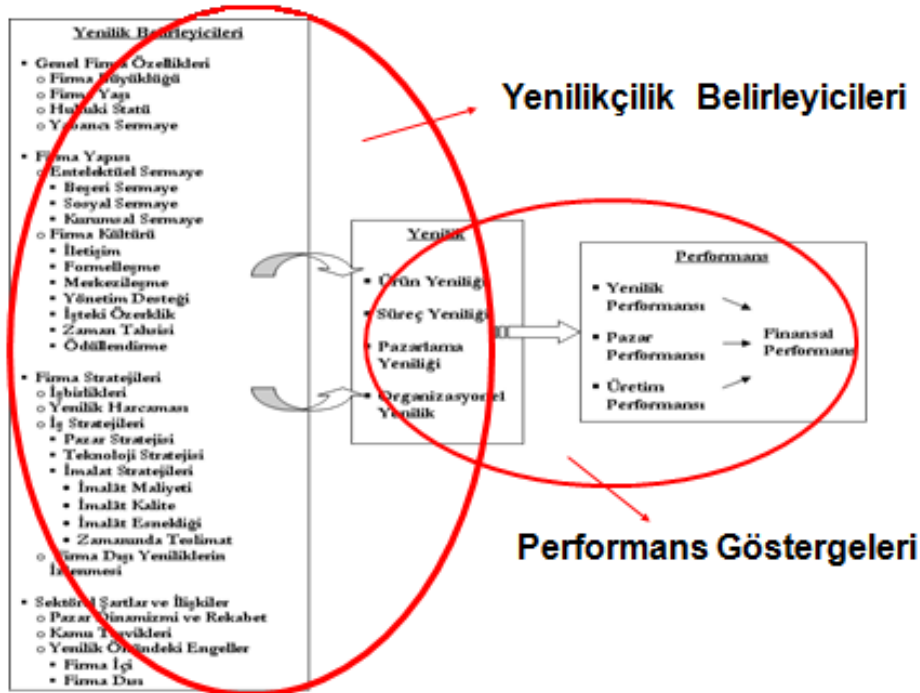 Yenilik Belirleyicileri
▪ Genel Firma Özellikleri
o Firma Büyüklüğü
o Firma Yaşı
o Hukuki Statü
o Yabancı Sermaye
▪ Firma Yapısı
o Entelektüel Sermaye
▪ Beşeri Sermaye
▪ Sosyal Sermaye
▪ Kurumsal Sermaye
o Firma Kültürü
▪ İletişim
▪ Formelleşme
▪ Merkezileşme
▪ Yönetim Desteği
▪ İşteki Özerklik
▪ Zaman Tahsisi
▪ Ödüllendirme
▪ Firma Stratejileri
o İşbirlikleri
o Yenilik Harcaması
o İş Stratejileri
▪ Pazar Stratejisi
▪ Teknoloji Stratejisi
▪ İmalat Stratejileri
▪ İmalât Maliyeti
▪ İmalât Kalite
▪ İmalât Esnekliği
▪ Zamanında Teslimat
o Firma Dışı Yeniliklerin
İzlenmesi
▪ Sektörel Şartlar ve İlişkiler
o Pazar Dinamizmi ve Rekabet
o Kamu Teşvikleri
o Yenilik Önündeki Engeller
▪ Firma İçi
▪ Firma Dışı
Yenilik
▪ Ürün Yeniliği
▪ Süreç Yeniliği
▪ Pazarlama
Yeniliği
▪ Organizasyonel
Yenilik
Performans
▪ Yenilik
Performansı
▪ Pazar
Performansı
▪ Üretim
Performansı
Finansal
Performans
Yenilikçilik Belirleyicileri
Performans Göstergeleri